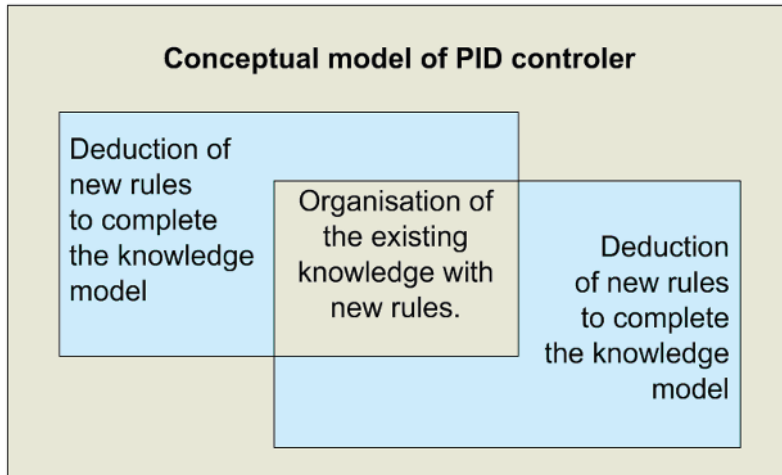 Conceptual model of PID controler
Deduction of
new rules
to complete
the knowledge
model
Organisation of
the existing
knowledge with
new rules.
Deduction
of new rules
to complete
the knowledge
model